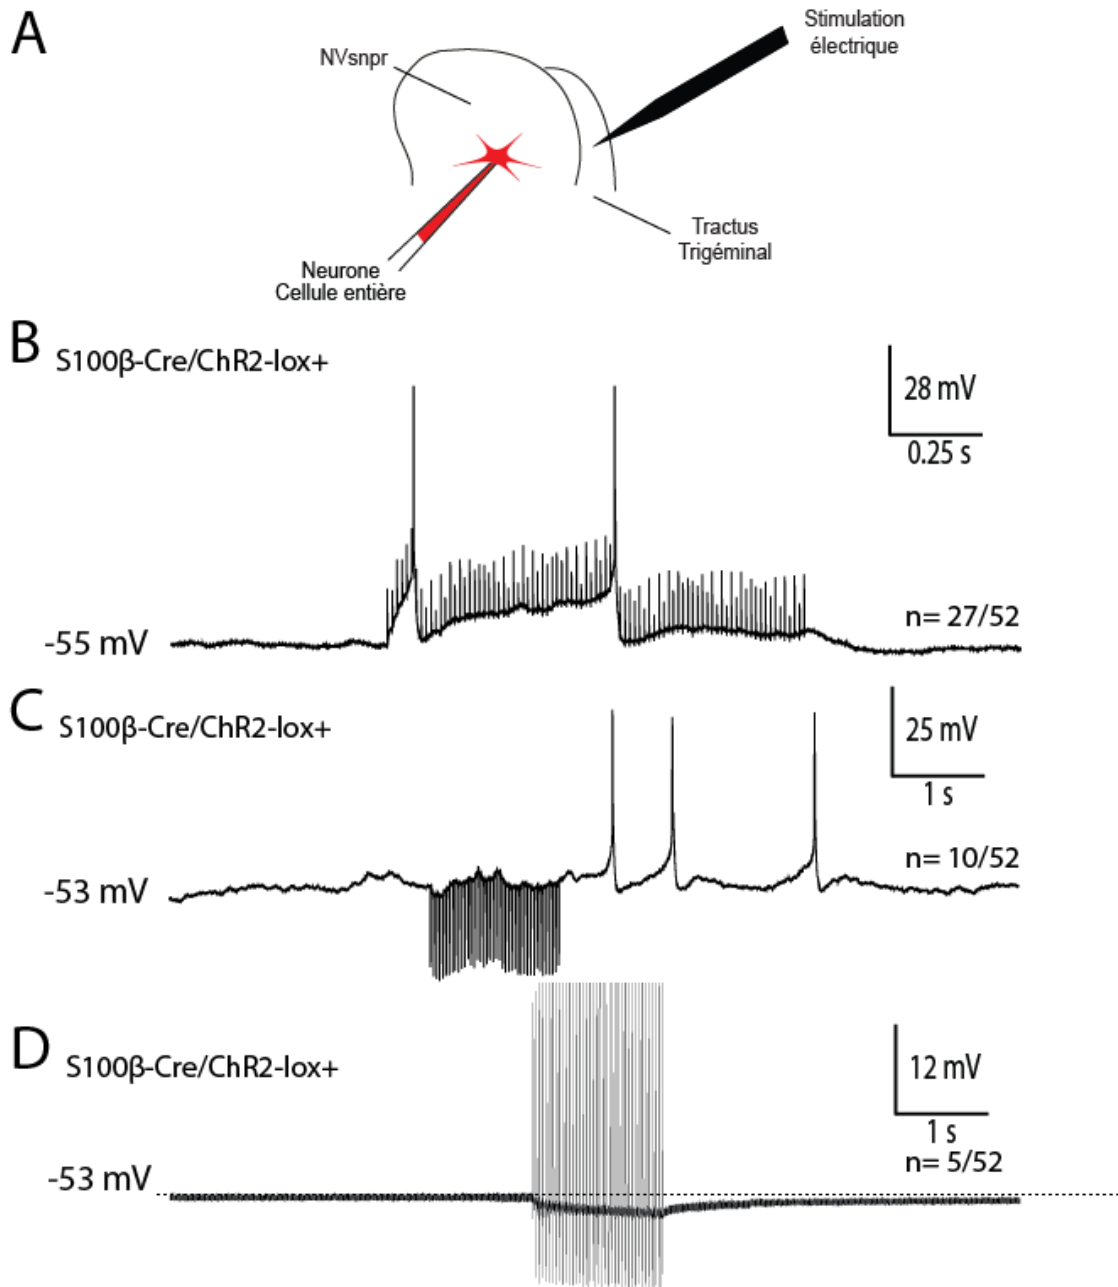 A
NVsnpr
Stimulation
électrique
Tractus
Trigéminal
Neurone
Cellule entière
B
S100β-Cre/ChR2-lox+
28 mV
0.25 s
n= 27/52
-55 mV
C
S100β-Cre/ChR2-lox+
25 mV
1 s
n= 10/52
-53 mV
D
S100β-Cre/ChR2-lox+
12 mV
1 s
n= 5/52
-53 mV